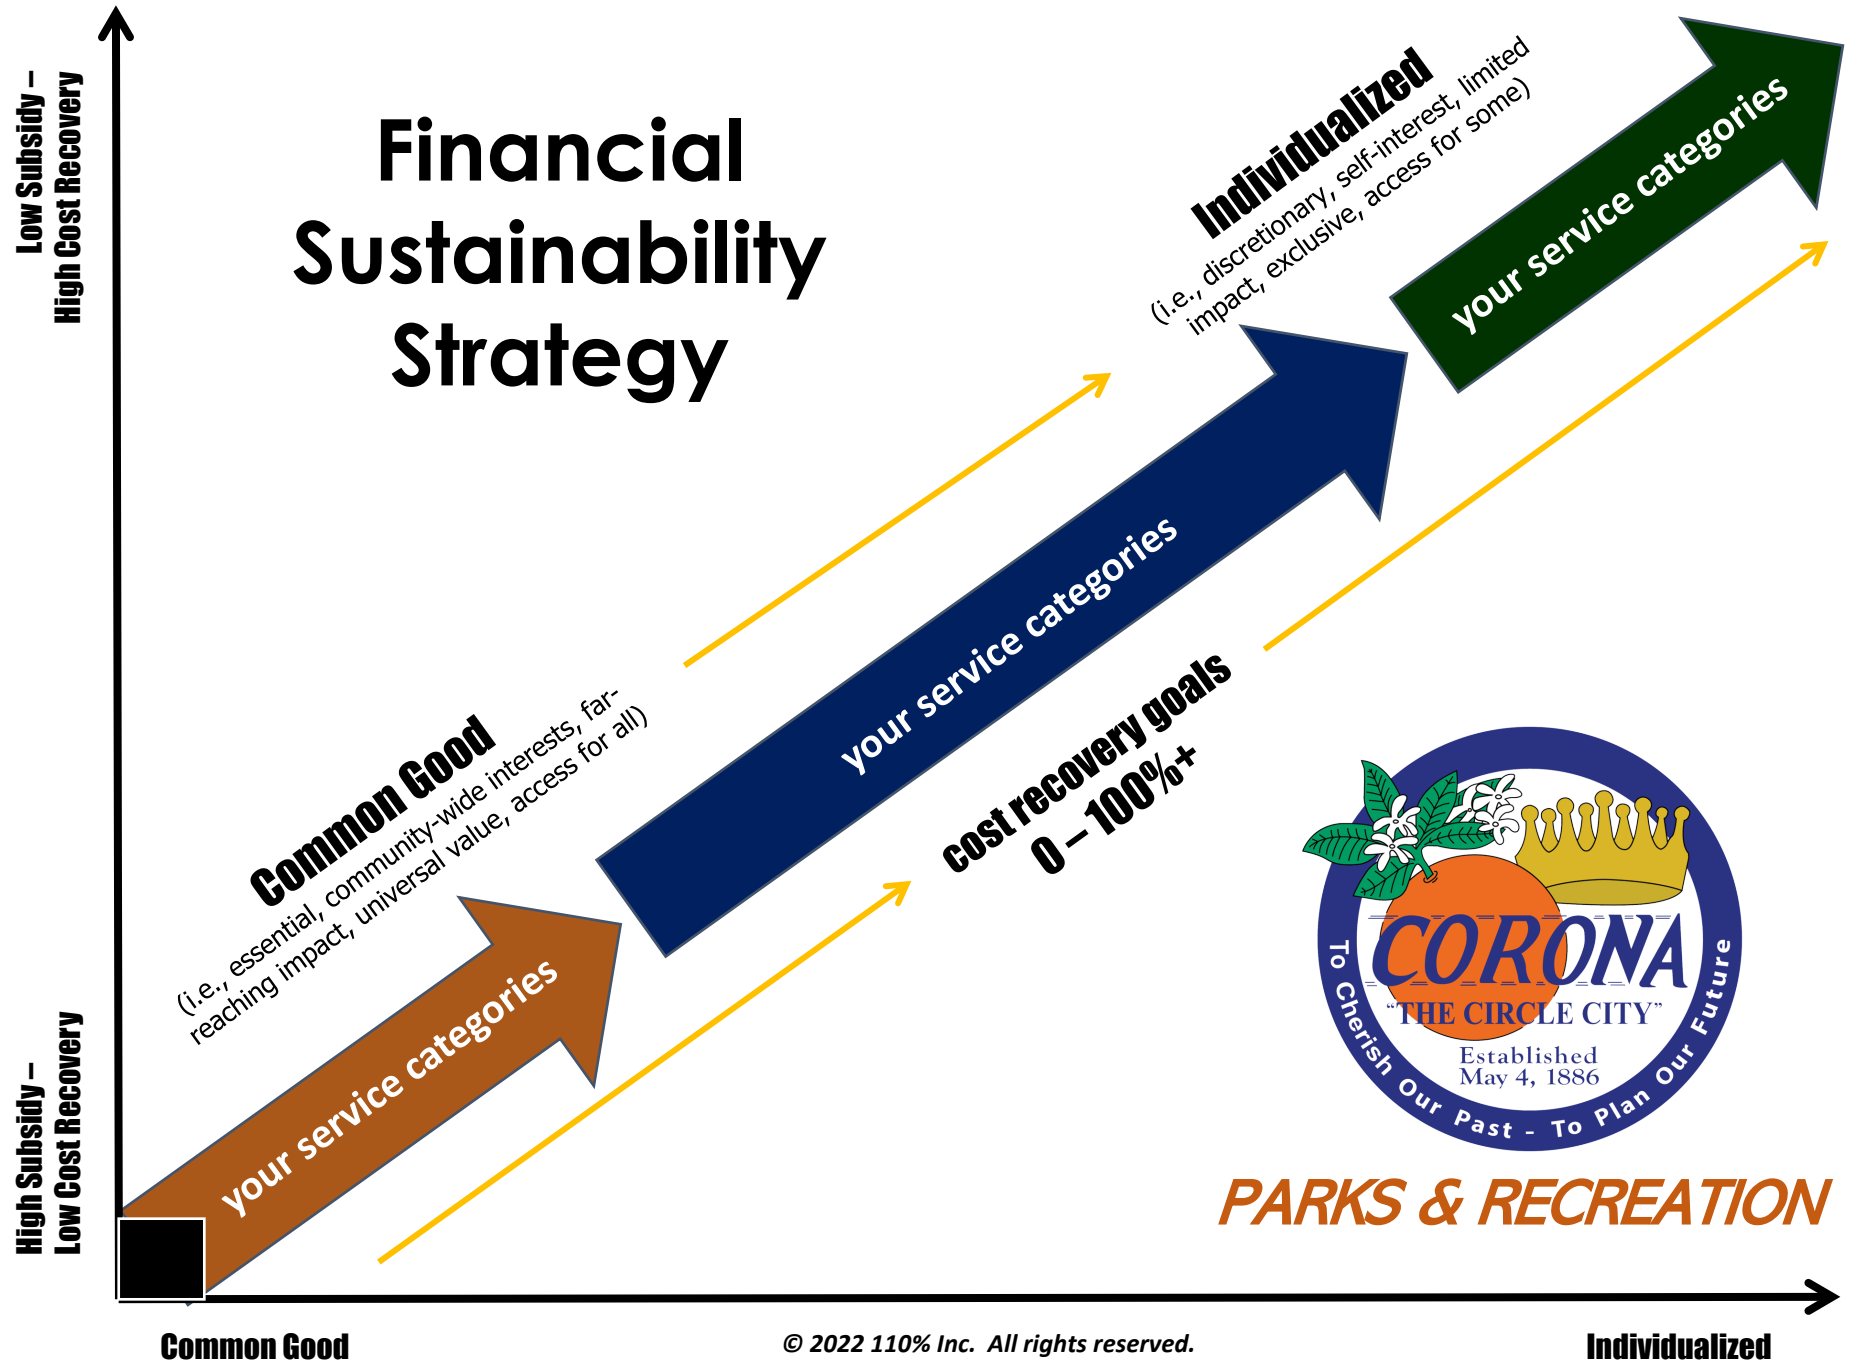 Low Subsidy –
High Cost Recovery
Financial
Sustainability
Strategy
Individualized
(i.e., discretionary, self-interest, limited
impact, exclusive, access for some)
your service categories
your service categories
Common Good
(i.e., essential, community-wide interests, far-
reaching impact, universal value, access for all)
your service categories
cost recovery goals
0 – 100%+
CORONA
“THE CIRCLE CITY”
Established
May 4, 1886
To Cherish Our Past - To Plan Our Future
PARKS & RECREATION
High Subsidy –
Low Cost Recovery
Common Good
© 2022 110% Inc. All rights reserved.
Individualized